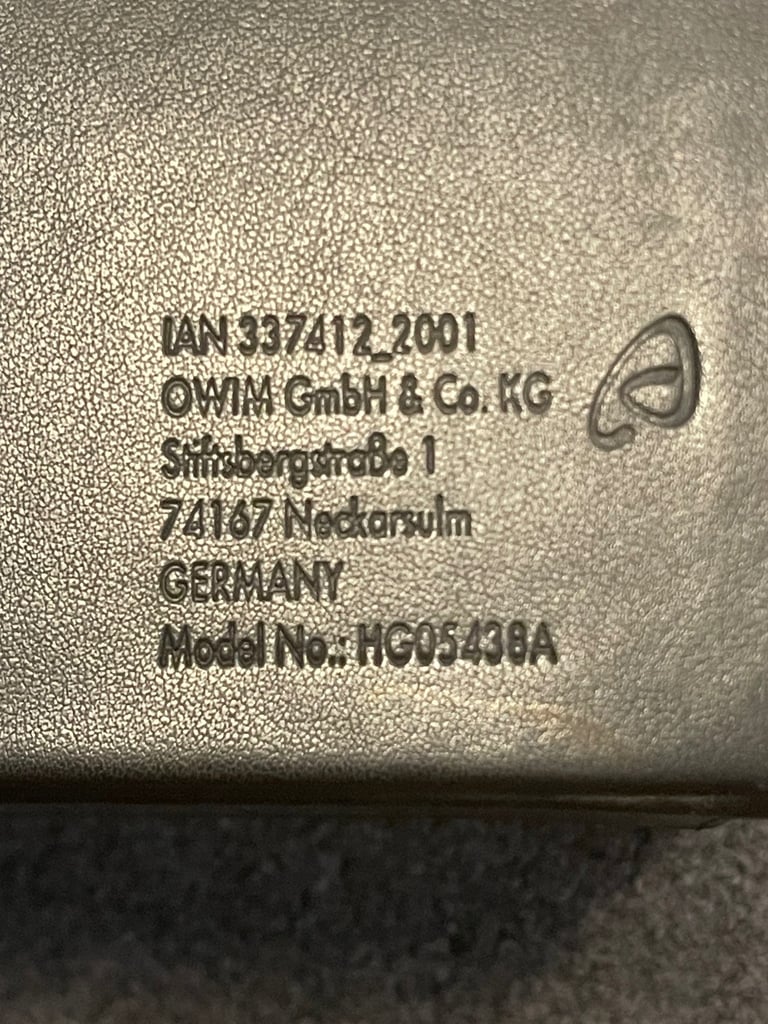 IAN 337412_2001
OWIM GmbH & Co. KG
Stiftsbergstraße 1
74167 Neckarsulm
GERMANY
Model No.: HG05438A